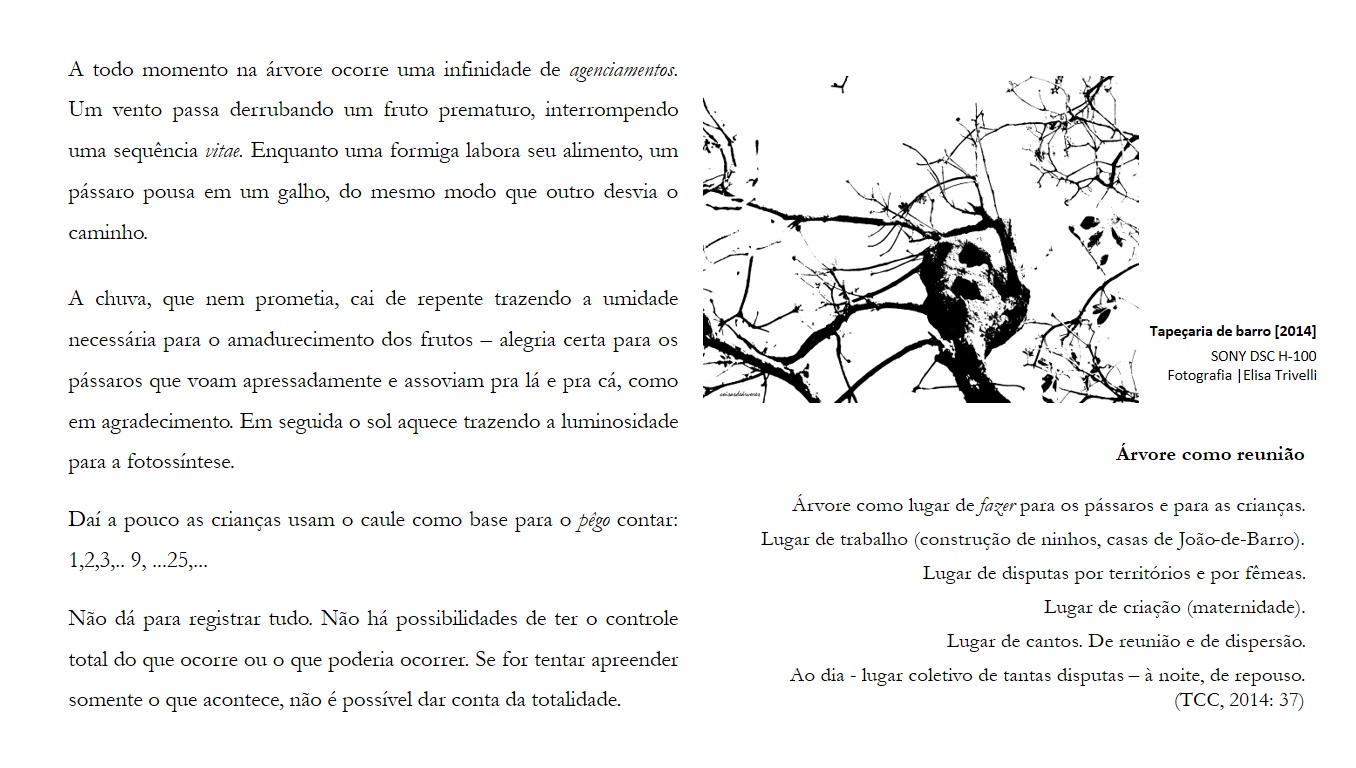 A todo momento na árvore ocorre uma infinidade de agenciamentos.
Um vento passa derrubando um fruto prematuro, interrompendo
uma sequência vitae. Enquanto uma formiga labora seu alimento, um
pássaro pousa em um galho, do mesmo modo que outro desvia o
caminho.
A chuva, que nem prometia, cai de repente trazendo a umidade
necessária para o amadurecimento dos frutos – alegria certa para os
pássaros que voam apressadamente e assoviam pra lá e pra cá, como
em agradecimento. Em seguida o sol aquece trazendo a luminosidade
para a fotossíntese.
Daí a pouco as crianças usam o caule como base para o pêgo contar:
1,2,3,.. 9, ...25,...
Não dá para registrar tudo. Não há possibilidades de ter o controle
total do que ocorre ou o que poderia ocorrer. Se for tentar apreender
somente o que acontece, não é possível dar conta da totalidade.
Tapeçaria de barro [2014]
SONY DSC H-100
Fotografia |Elisa Trivelli
Árvore como reunião
Árvore como lugar de fazer para os pássaros e para as crianças.
Lugar de trabalho (construção de ninhos, casas de João-de-Barro).
Lugar de disputas por territórios e por fêmeas.
Lugar de criação (maternidade).
Lugar de cantos. De reunião e de dispersão.
Ao dia - lugar coletivo de tantas disputas – à noite, de repouso.
(TCC, 2014: 37)